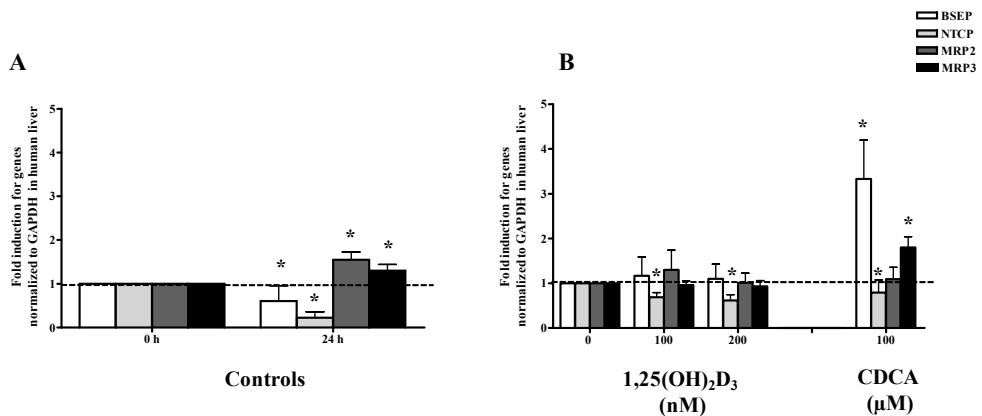 BSEP
NTCP
MRP2
MRP3
A
Fold induction for genes
normalized to GAPDH in human liver
5
4
3
2
1
0
*
*
*
*
0 h
24 h
Controls
B
Fold induction for genes
normalized to GAPDH in human liver
5
4
3
2
1
0
*
*
*
*
*
0
100
200
100
1,25(OH)₂D₃
(nM)
CDCA
(µM)